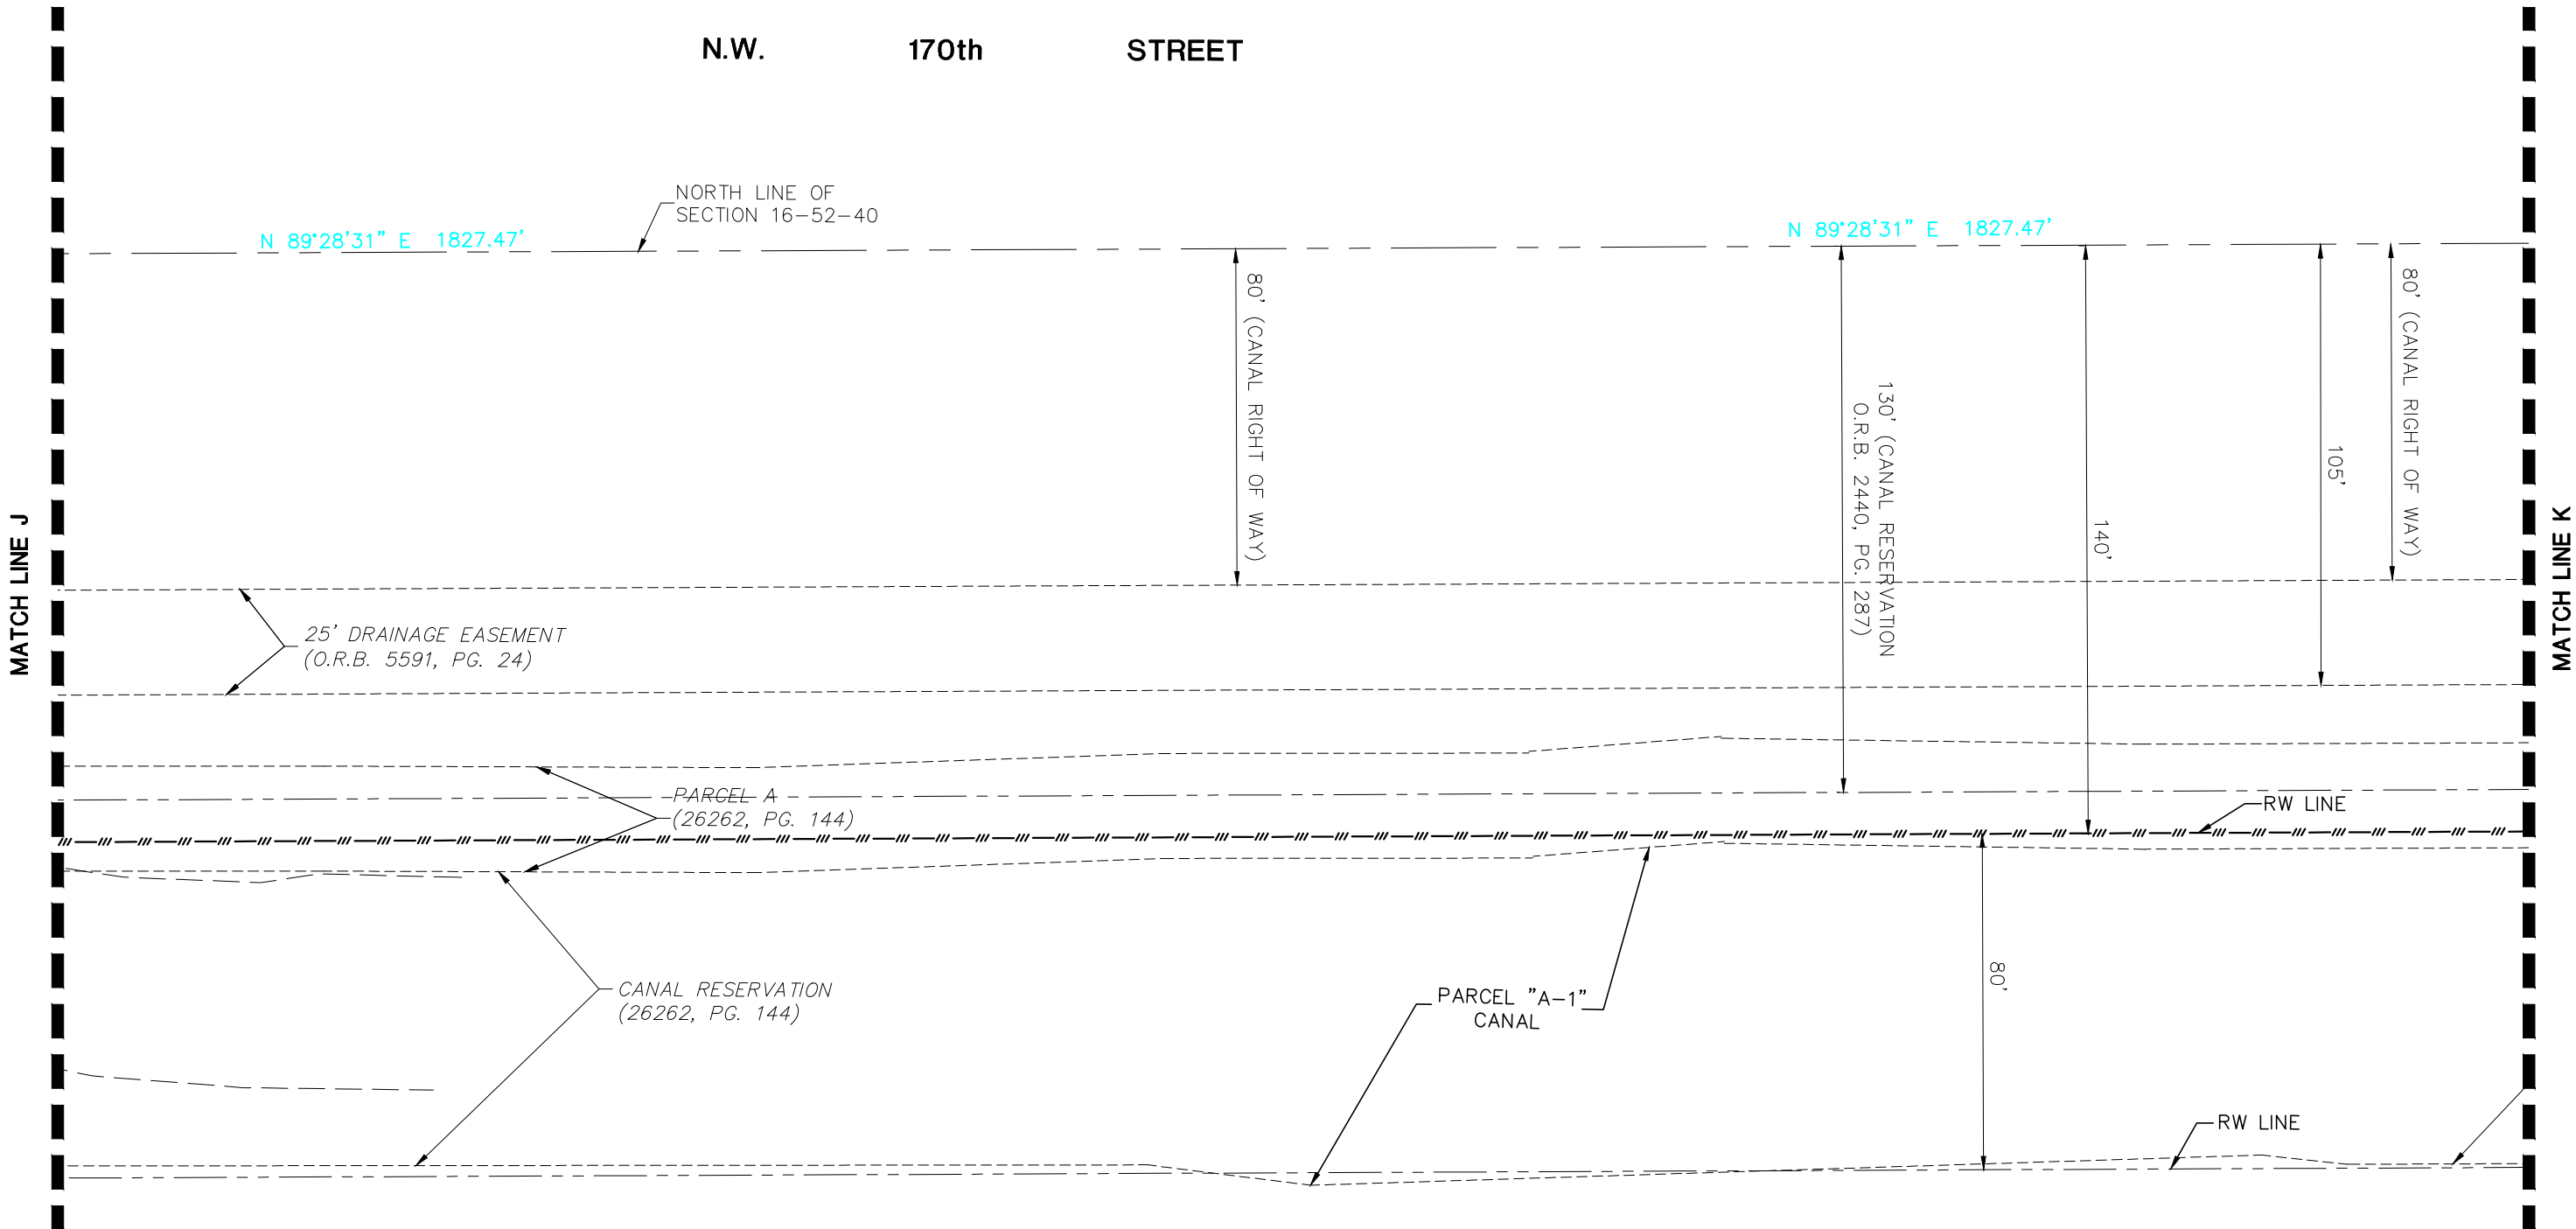 N.W. 170th STREET
NORTH LINE OF
SECTION 16-52-40
N 89°28'31" E 1827.47'
N 89°28'31" E 1827.47'
80' (CANAL RIGHT OF WAY)
130' (CANAL RESERVATION
O.R.B. 2440, PG. 287)
140'
105'
80' (CANAL RIGHT OF WAY)
MATCH LINE J
MATCH LINE K
25' DRAINAGE EASEMENT
(O.R.B. 5591, PG. 24)
PARCEL A
(26262, PG. 144)
RW LINE
CANAL RESERVATION
(26262, PG. 144)
PARCEL "A-1"
CANAL
80'
RW LINE